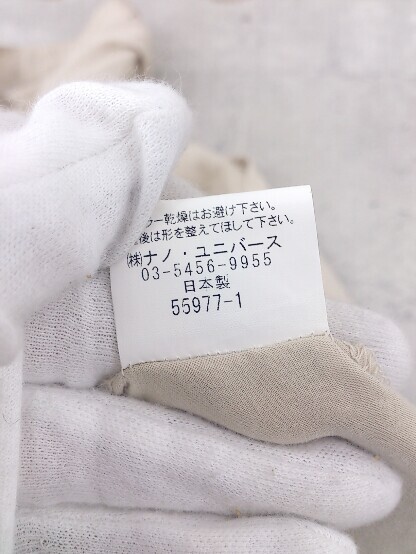 ー乾燥はお避け下さい。
後は形を整えてほして下さい。
(株)ナノ・ユニバース
03-5456-9955
日本製
55977-1